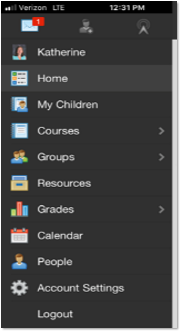 Verizon LTE 12:31 PM
1
Katherine
Home
My Children
Courses
Groups
Resources
Grades
Calendar
People
Account Settings
Logout